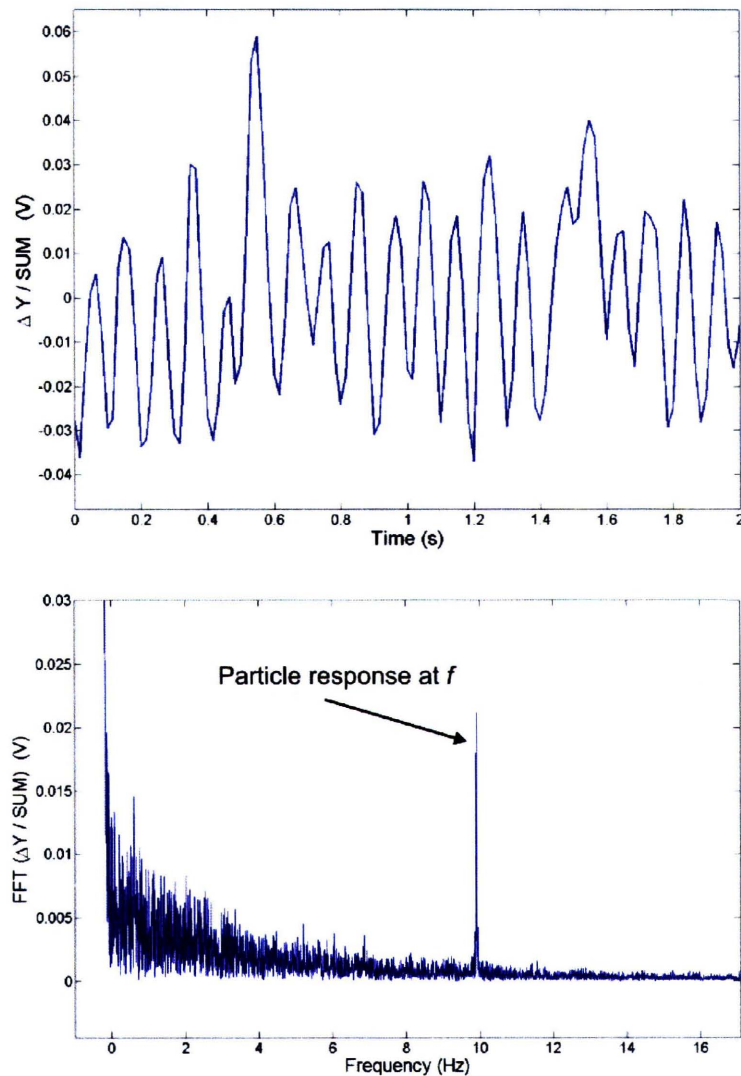 0.06
0.05
0.04
0.03
0.02
0.01
0
-0.01
-0.02
-0.03
-0.04
Δ Y / SUM (V)
0 0.2 0.4 0.6 0.8 1 1.2 1.4 1.6 1.8 2
Time (s)
0.03
0.025
0.02
0.015
0.01
0.005
0
FFT (Δ Y / SUM) (V)
Particle response at f
0 2 4 6 8 10 12 14 16
Frequency (Hz)